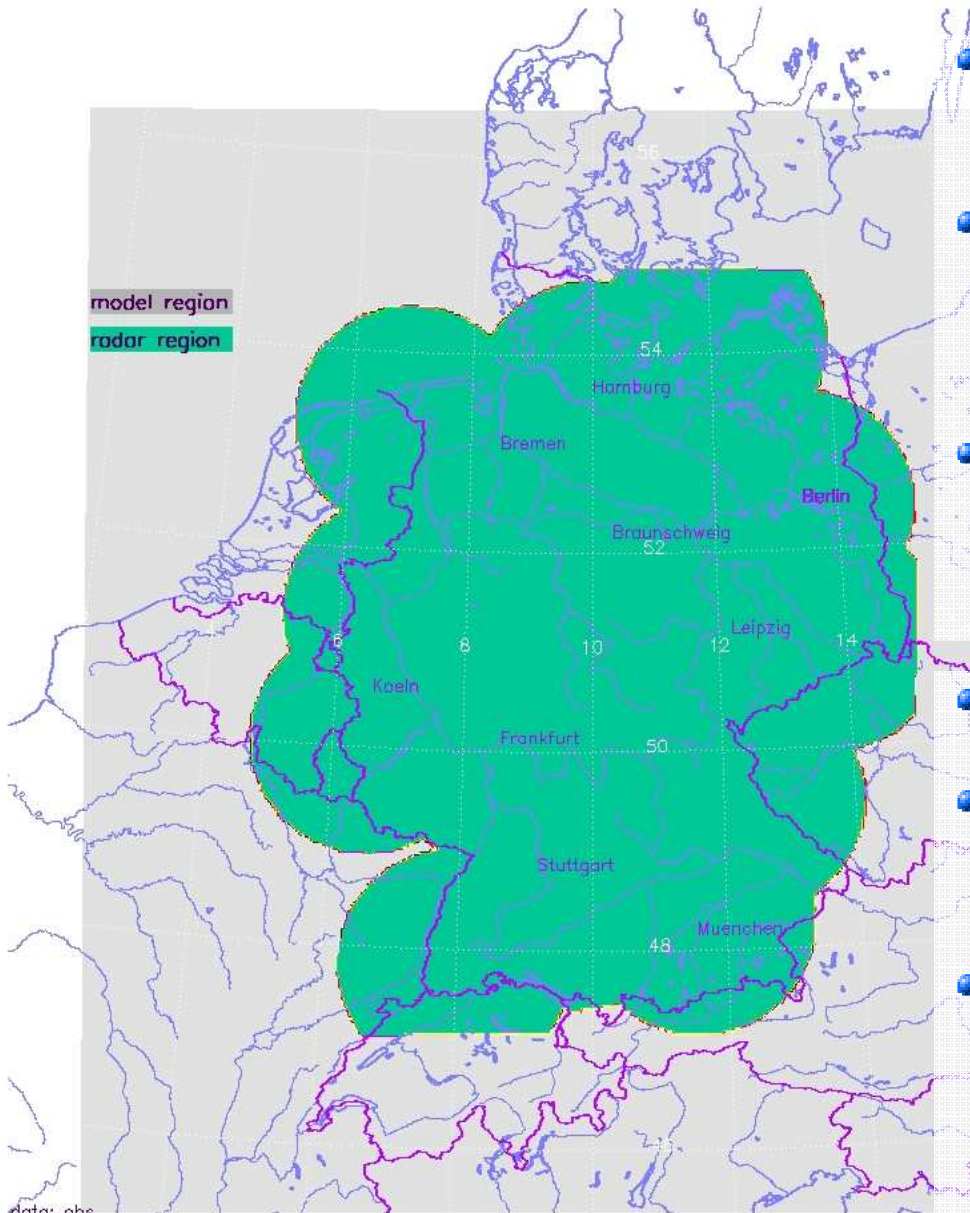 56
model region
radar region
54
Hamburg
Bremen
Berlin
Braunschweig
52
Leipzig
6
8
10
12
14
Koeln
Frankfurt
50
Stuttgart
Muenchen
48
data: obs